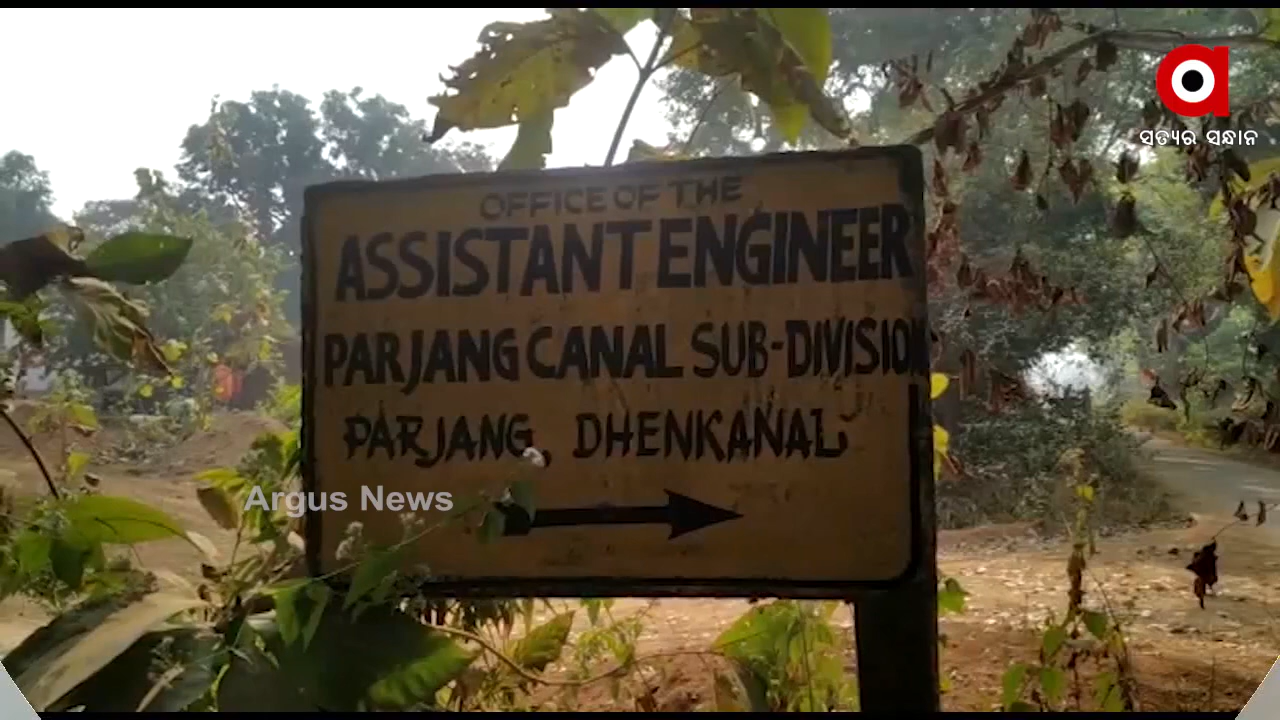 ସତ୍ୟର ସନ୍ଧାନ
OFFICE OF THE
ASSISTANT ENGINEER
PARJANG CANAL SUB-DIVISION
PARJANG, DHENKANAL
Argus News